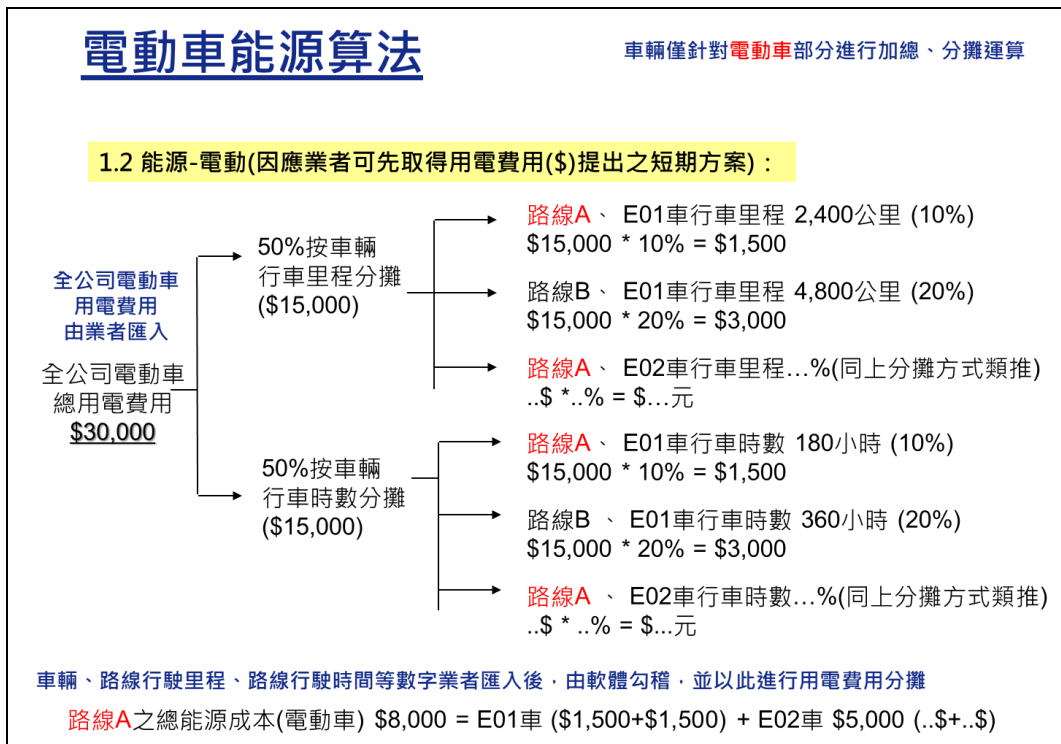 電動車能源算法
車輛僅針對電動車部分進行加總、分攤運算
1.2 能源-電動(因應業者可先取得用電費用($)提出之短期方案)：
全公司電動車
用電費用
由業者匯入
全公司電動車
總用電費用
$30,000
50%按車輛
行車里程分攤
($15,000)
路線A、 E01車行車里程 2,400公里 (10%)
$15,000 * 10% = $1,500
路線B、 E01車行車里程 4,800公里 (20%)
$15,000 * 20% = $3,000
路線A、 E02車行車里程…%(同上分攤方式類推)
..$ *..% = $…元
50%按車輛
行車時數分攤
($15,000)
路線A、 E01車行車時數 180小時 (10%)
$15,000 * 10% = $1,500
路線B 、 E01車行車時數 360小時 (20%)
$15,000 * 20% = $3,000
路線A 、 E02車行車時數…%(同上分攤方式類推)
..$ * ..% = $...元
車輛、路線行駛里程、路線行駛時間等數字業者匯入後，由軟體勾稽，並以此進行用電費用分攤
路線A之總能源成本(電動車) $8,000 = E01車 ($1,500+$1,500) + E02車 $5,000 (..$+..$)